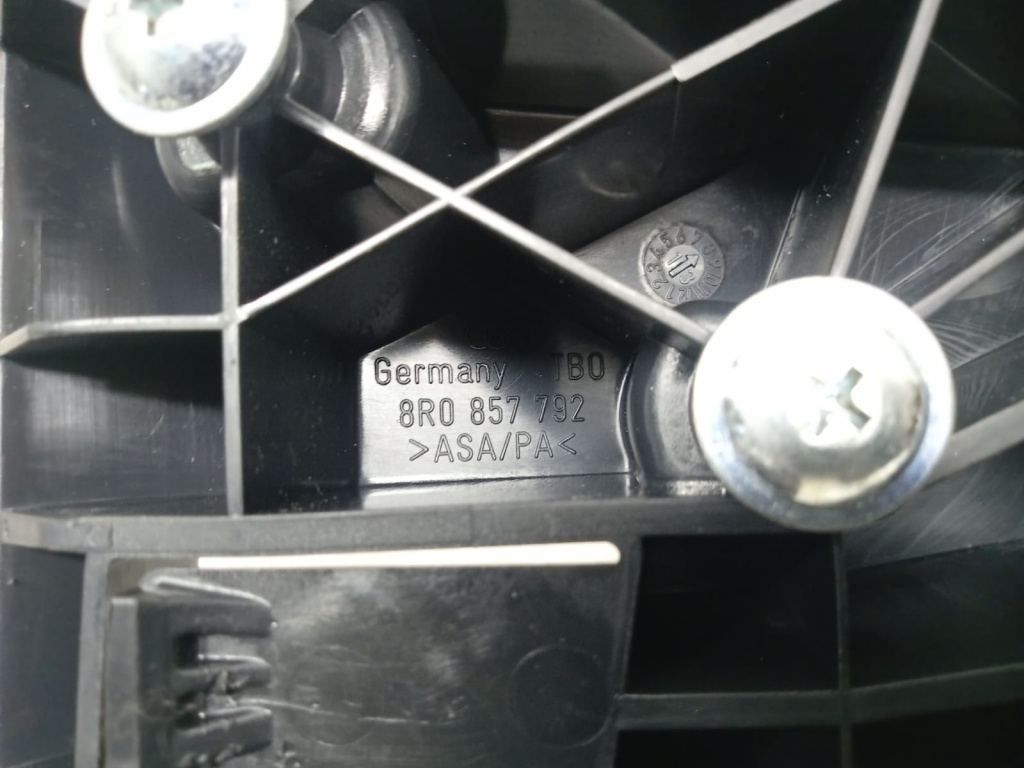 Germany TBO
8R0 857 792
>ASA/PA<